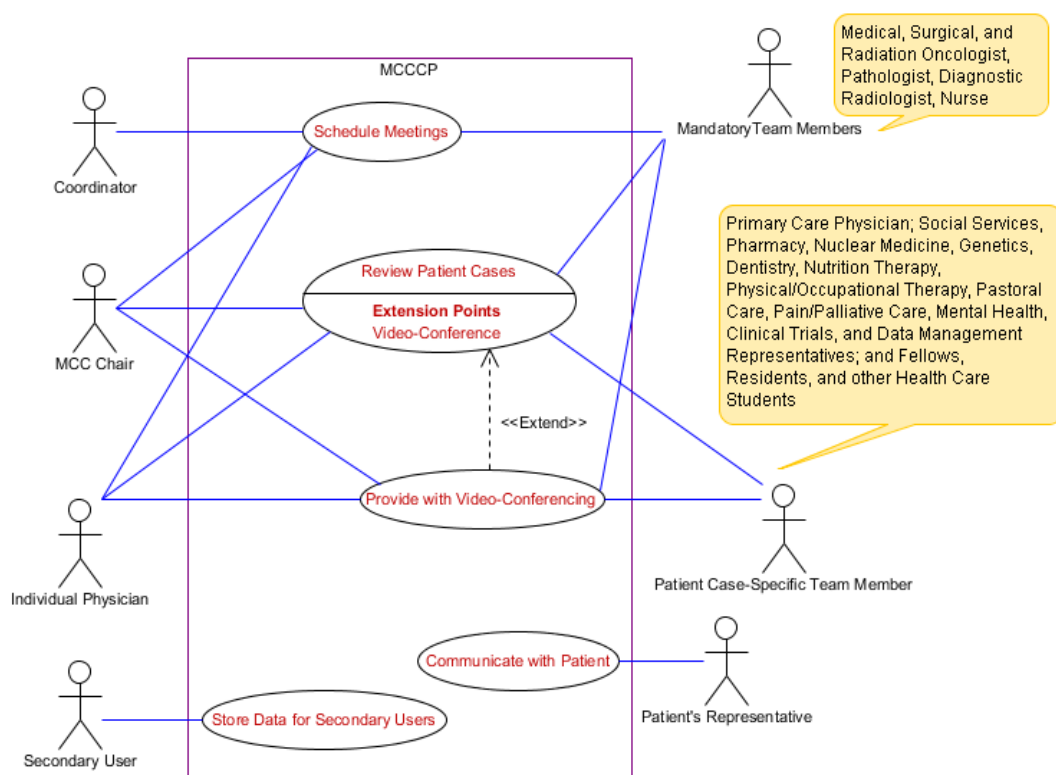 Medical, Surgical, and
Radiation Oncologist,
Pathologist, Diagnostic
Radiologist, Nurse
MCCCP
Schedule Meetings
MandatoryTeam Members
Coordinator
Primary Care Physician; Social Services,
Pharmacy, Nuclear Medicine, Genetics,
Dentistry, Nutrition Therapy,
Physical/Occupational Therapy, Pastoral
Care, Pain/Palliative Care, Mental Health,
Clinical Trials, and Data Management
Representatives; and Fellows,
Residents, and other Health Care
Students
Review Patient Cases
Extension Points
Video-Conference
MCC Chair
<<Extend>>
Provide with Video-Conferencing
Individual Physician
Patient Case-Specific Team Member
Communicate with Patient
Patient's Representative
Store Data for Secondary Users
Secondary User